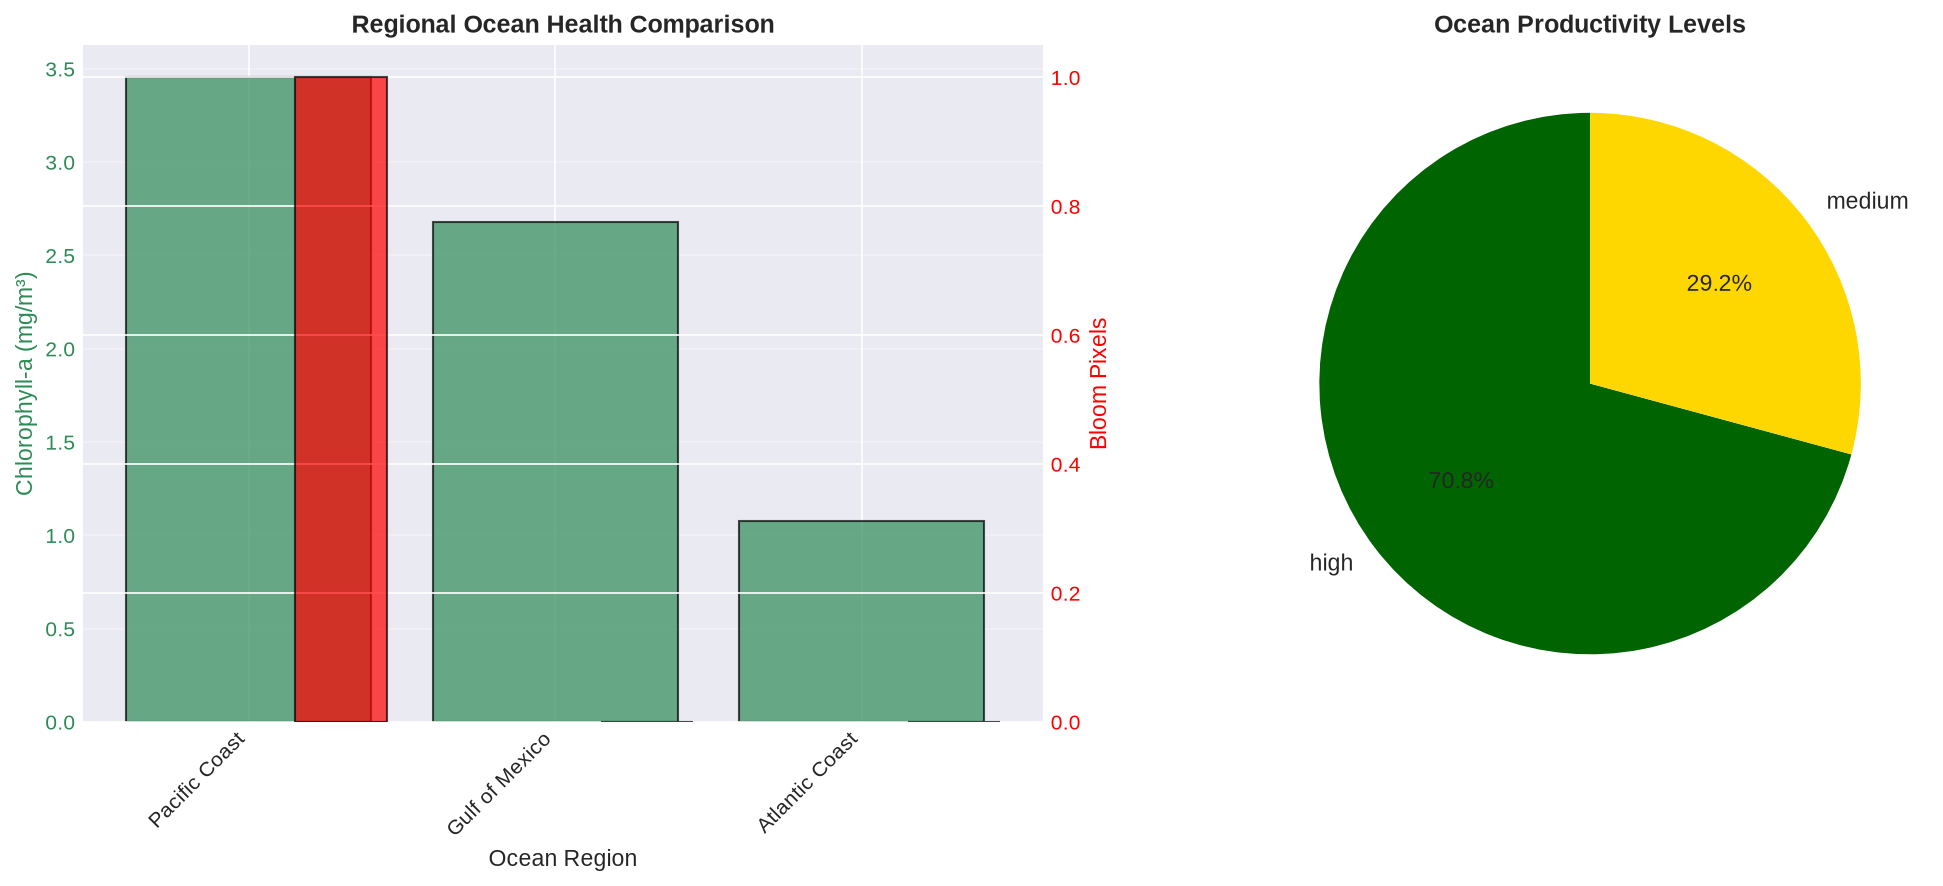 Regional Ocean Health Comparison
3.5
3.0
2.5
2.0
1.5
1.0
0.5
0.0
Chlorophyll-a (mg/m³)
1.0
0.8
0.6
0.4
0.2
0.0
Bloom Pixels
Pacific Coast
Gulf of Mexico
Atlantic Coast
Ocean Region
Ocean Productivity Levels
medium
29.2%
70.8%
high